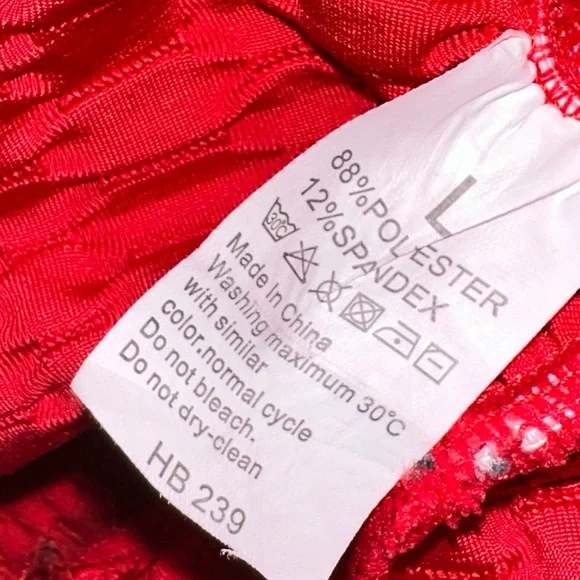 L
88%POLESTER
12%SPANDEX
30°C
Made In China
Washing maximum 30°C
with similar
color.normal cycle
Do not bleach.
Do not dry-clean
HB 239